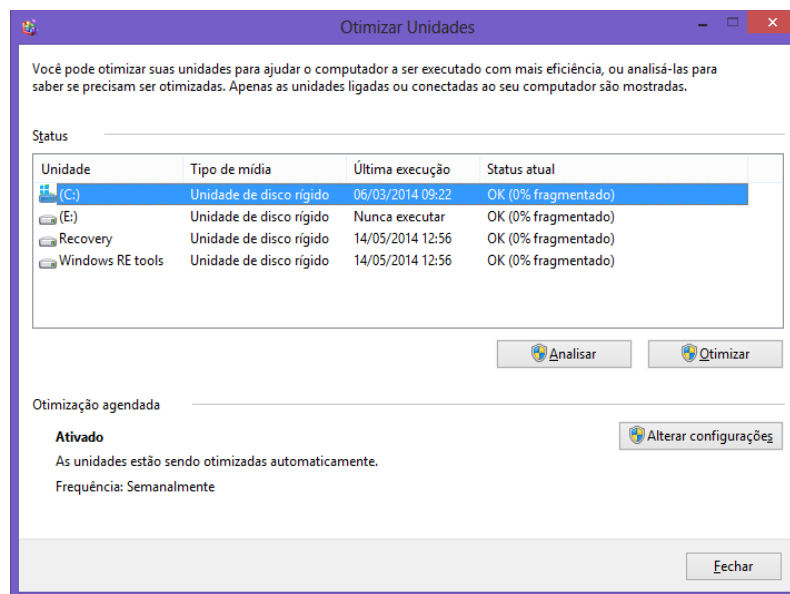 Otimizar Unidades
Você pode otimizar suas unidades para ajudar o computador a ser executado com mais eficiência, ou analisá-las para
saber se precisam ser otimizadas. Apenas as unidades ligadas ou conectadas ao seu computador são mostradas.
Status
Unidade Tipo de mídia Última execução Status atual
(C:) Unidade de disco rígido 06/03/2014 09:22 OK (0% fragmentado)
(E:) Unidade de disco rígido Nunca executar OK (0% fragmentado)
Recovery Unidade de disco rígido 14/05/2014 12:56 OK (0% fragmentado)
Windows RE tools Unidade de disco rígido 14/05/2014 12:56 OK (0% fragmentado)
Analisar Otimizar
Otimização agendada
Ativado Alterar configurações
As unidades estão sendo otimizadas automaticamente.
Frequência: Semanalmente
Fechar